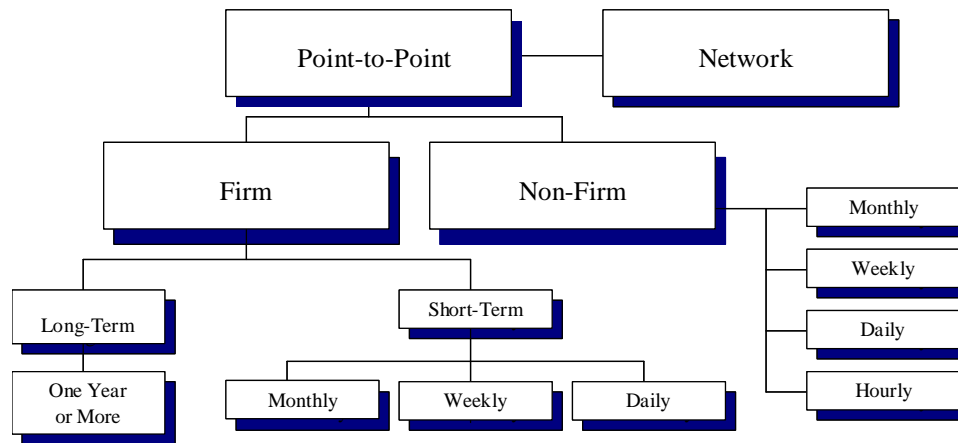 Point-to-Point
Network
Firm
Non-Firm
Monthly
Weekly
Daily
Hourly
Long-Term
Short-Term
One Year
or More
Monthly
Weekly
Daily